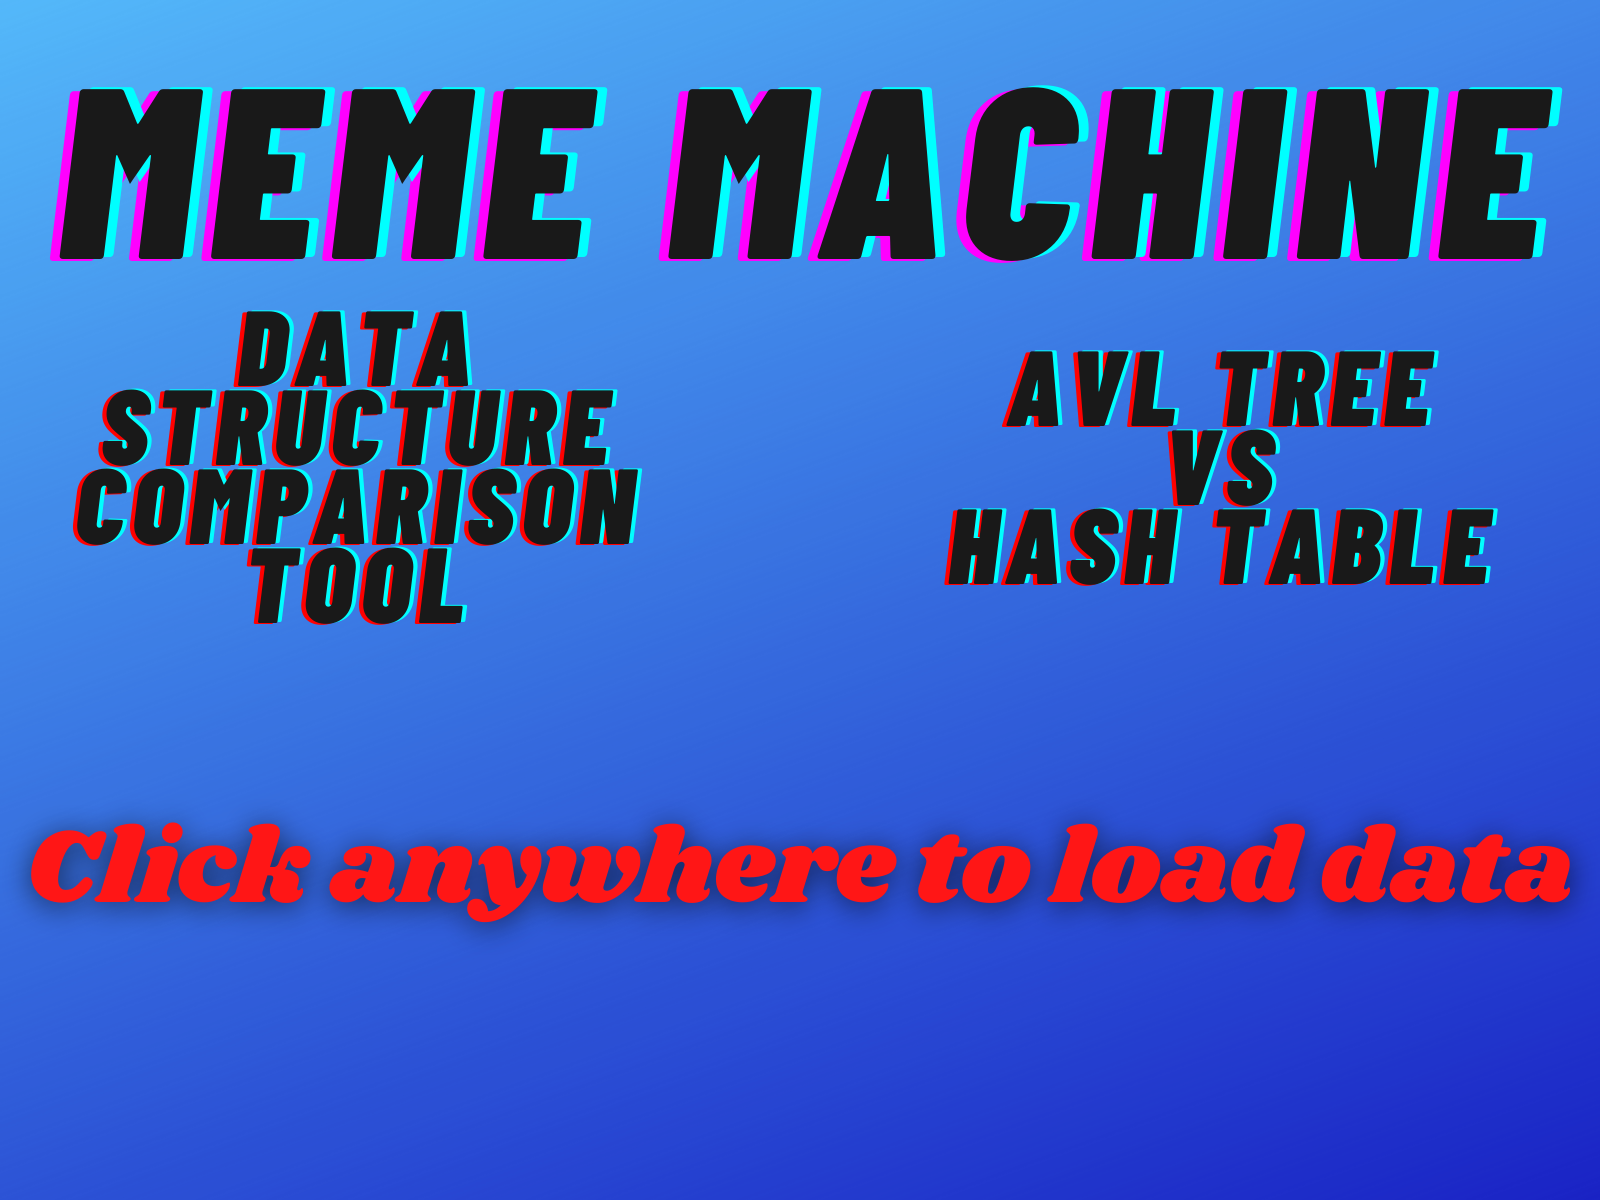 MEME MACHINE
DATA
STRUCTURE
COMPARISON
TOOL
AVL TREE
VS
HASH TABLE
Click anywhere to load data